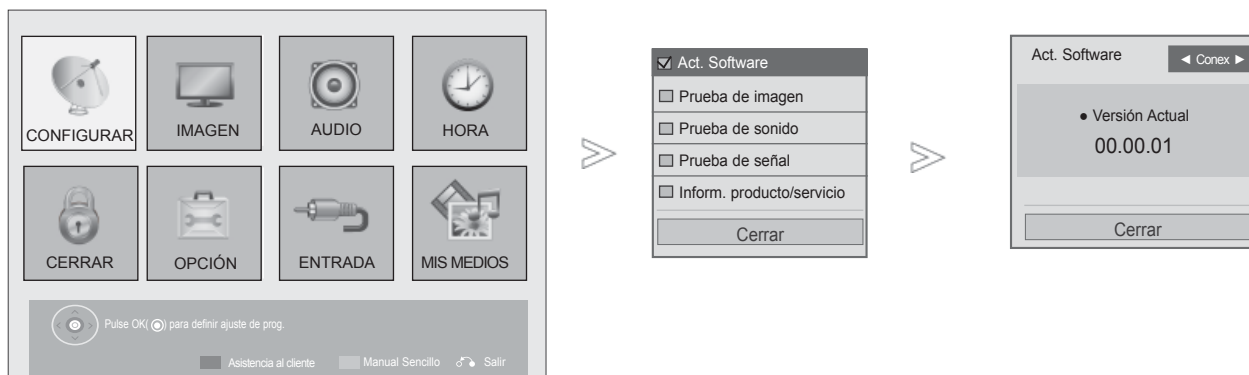 CONFIGURAR
IMAGEN
AUDIO
HORA
CERRAR
OPCIÓN
ENTRADA
MIS MEDIOS
Pulse OK( ) para definir ajuste de prog.
Asistencia al cliente
Manual Sencillo
Salir
Act. Software
Prueba de imagen
Prueba de sonido
Prueba de señal
Inform. producto/servicio
Cerrar
Act. Software
◄ Conex ►
● Versión Actual
00.00.01
Cerrar